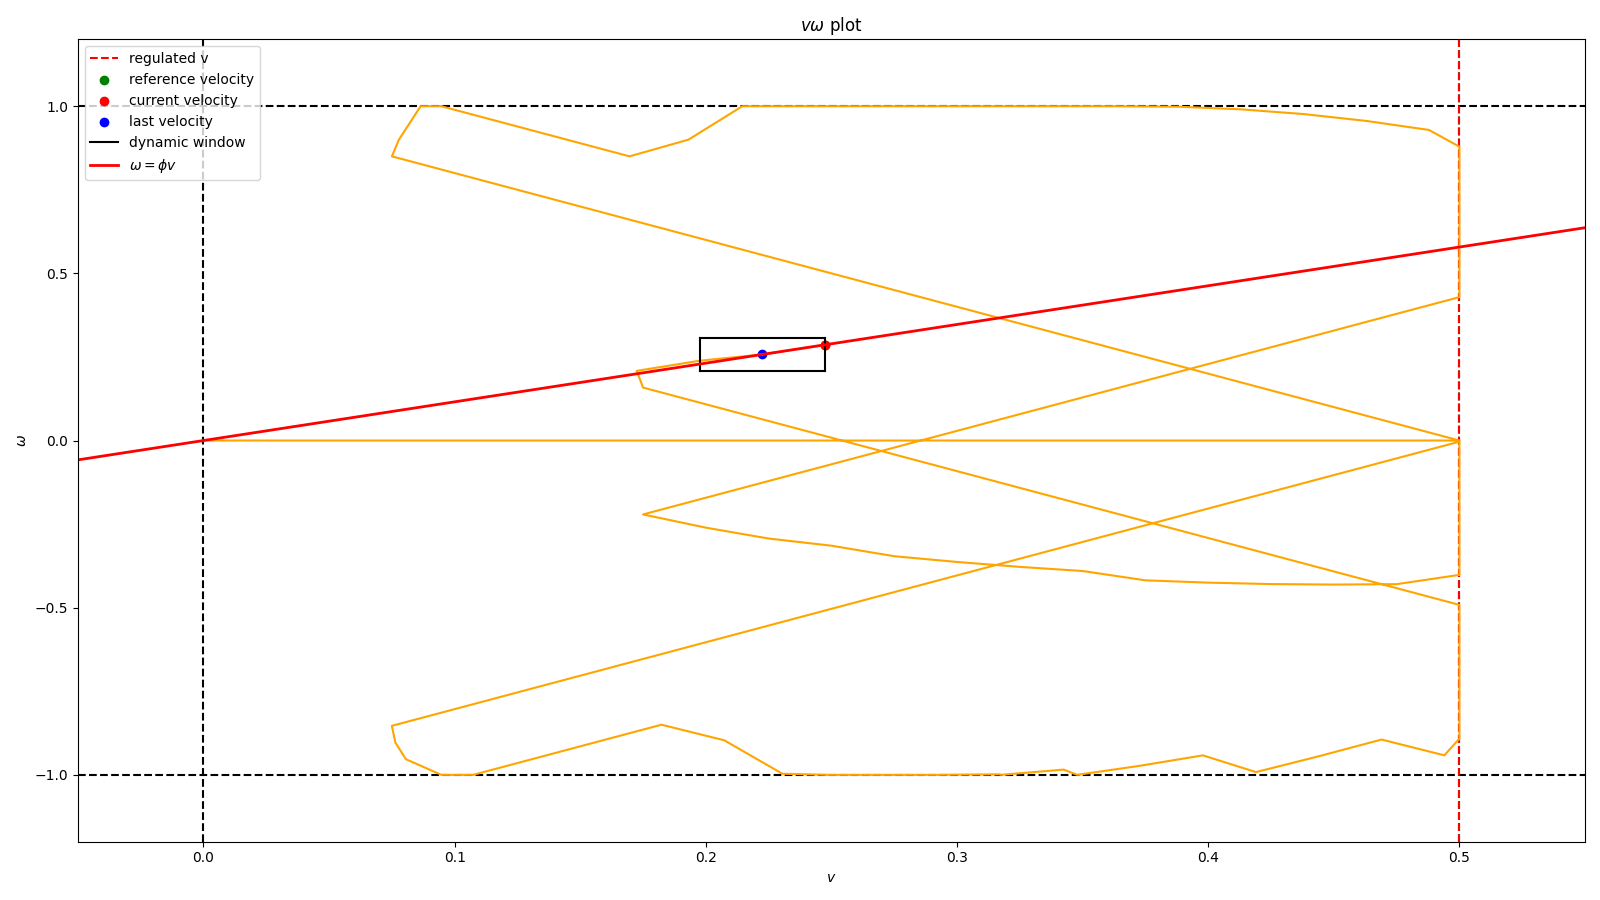 vω plot
regulated v
reference velocity
current velocity
last velocity
dynamic window
ω = ϕv
1.0
0.5
0.0
−0.5
−1.0
ω
0.0 0.1 0.2 0.3 0.4 0.5
v